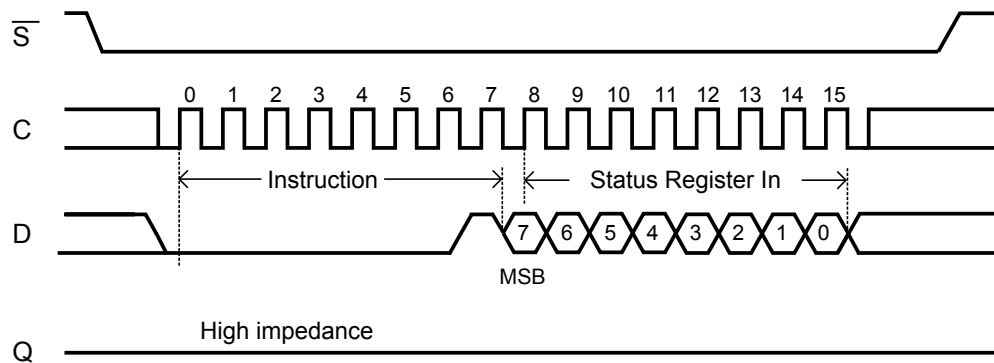 S
0 1 2 3 4 5 6 7 8 9 10 11 12 13 14 15
C
Instruction Status Register In
D
7 6 5 4 3 2 1 0
MSB
High impedance
Q